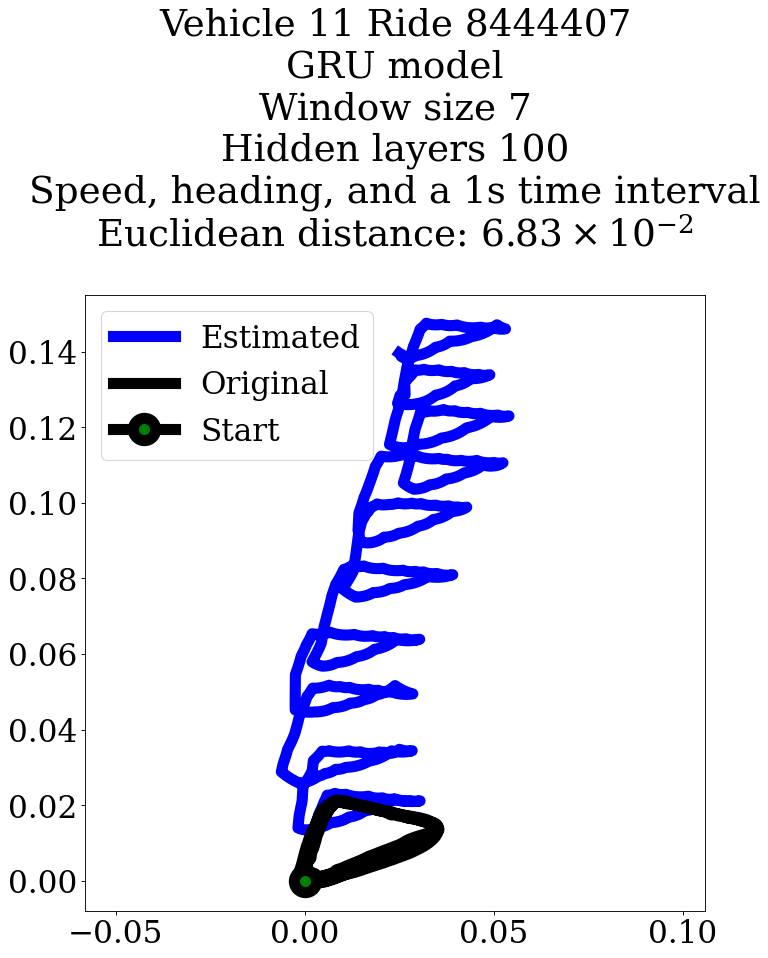 Vehicle 11 Ride 8444407
GRU model
Window size 7
Hidden layers 100
Speed, heading, and a 1s time interval
Euclidean distance: 6.83 × 10⁻²
Estimated
Original
Start
0.14
0.12
0.10
0.08
0.06
0.04
0.02
0.00
−0.05 0.00 0.05 0.10